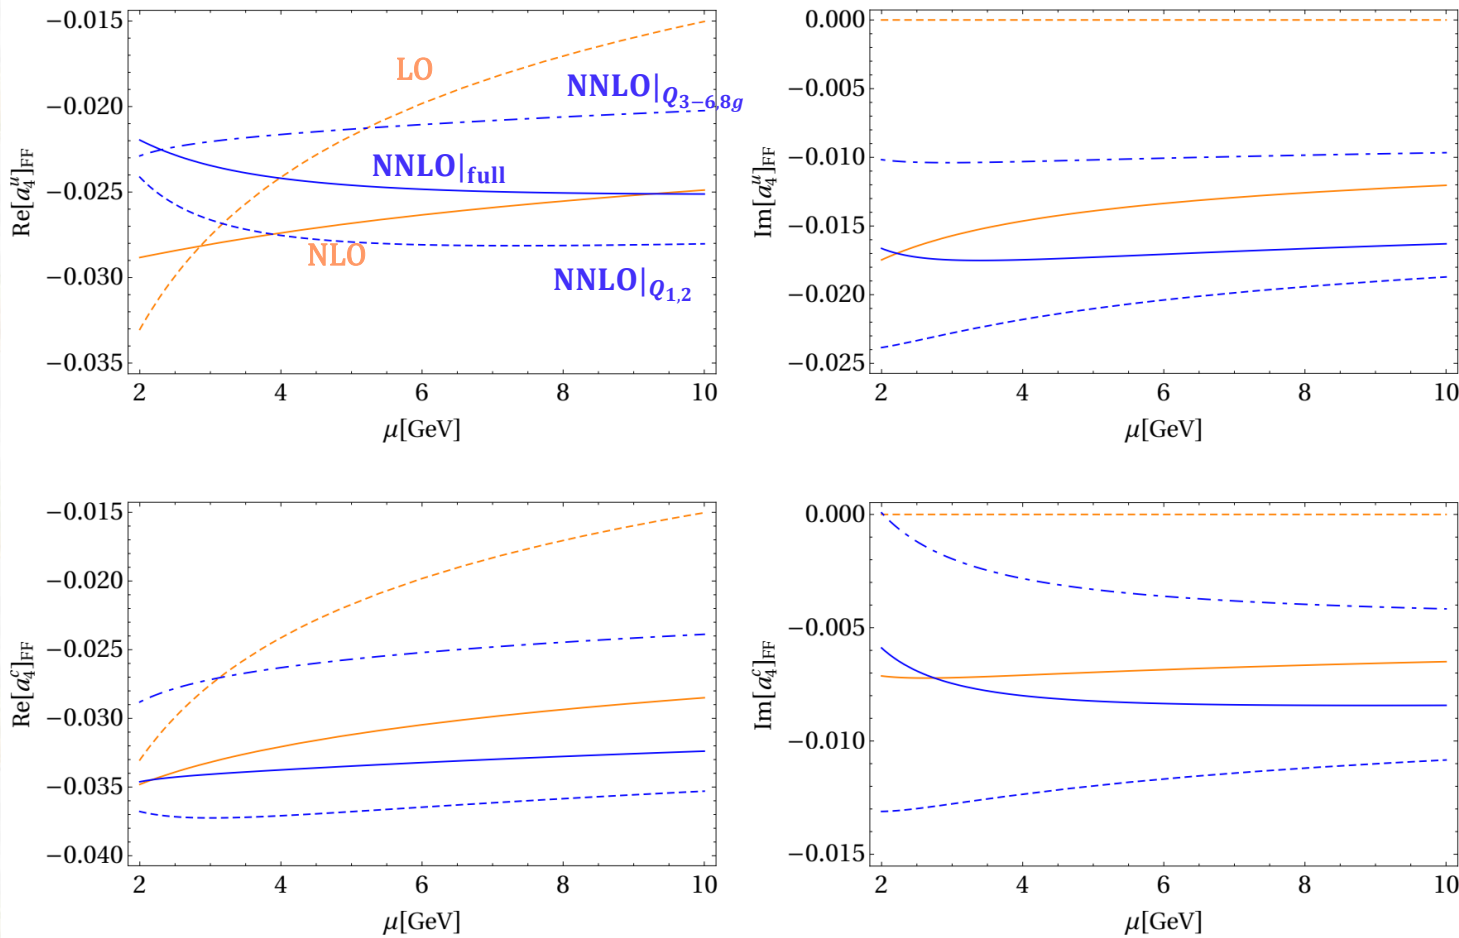 −0.015
−0.020
−0.025
−0.030
−0.035
Re[a₄ᵘ]FF
LO
NNLO|Q₃₋₆,₈g
NNLO|full
NLO
NNLO|Q₁,₂
2 4 6 8 10
μ[GeV]
0.000
−0.005
−0.010
−0.015
−0.020
−0.025
Im[a₄ᵘ]FF
2 4 6 8 10
μ[GeV]
−0.015
−0.020
−0.025
−0.030
−0.035
−0.040
Re[a₄ᶜ]FF
2 4 6 8 10
μ[GeV]
0.000
−0.005
−0.010
−0.015
Im[a₄ᶜ]FF
2 4 6 8 10
μ[GeV]